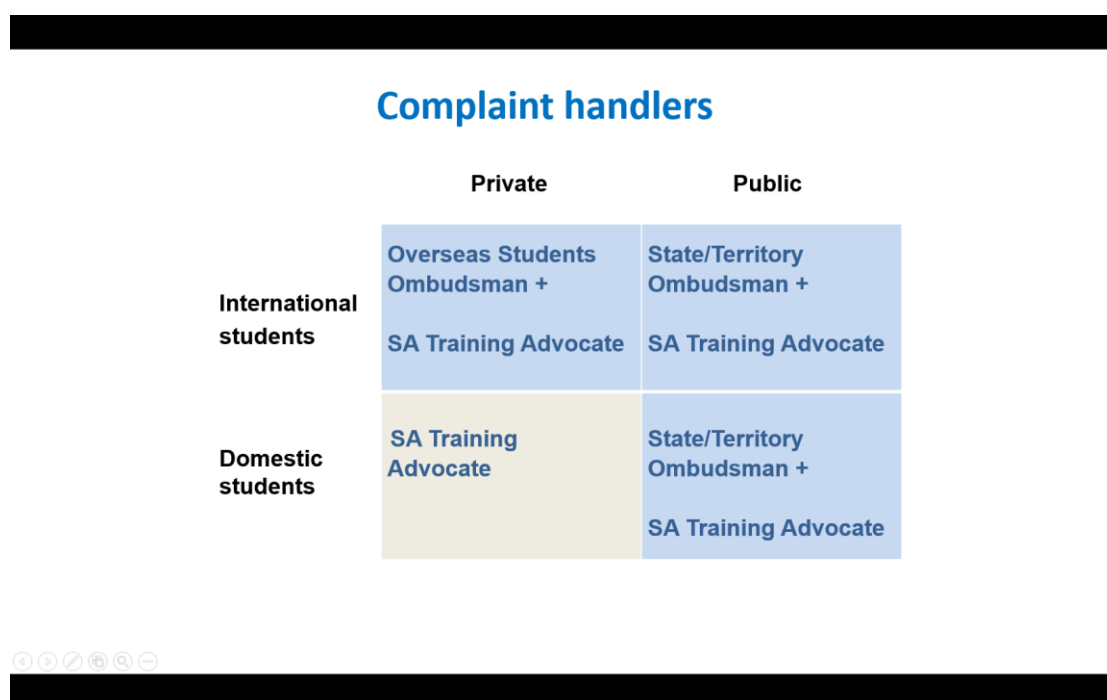 Complaint handlers
Private
Public
International
students
Overseas Students
Ombudsman +
SA Training Advocate
State/Territory
Ombudsman +
SA Training Advocate
Domestic
students
SA Training
Advocate
State/Territory
Ombudsman +
SA Training Advocate